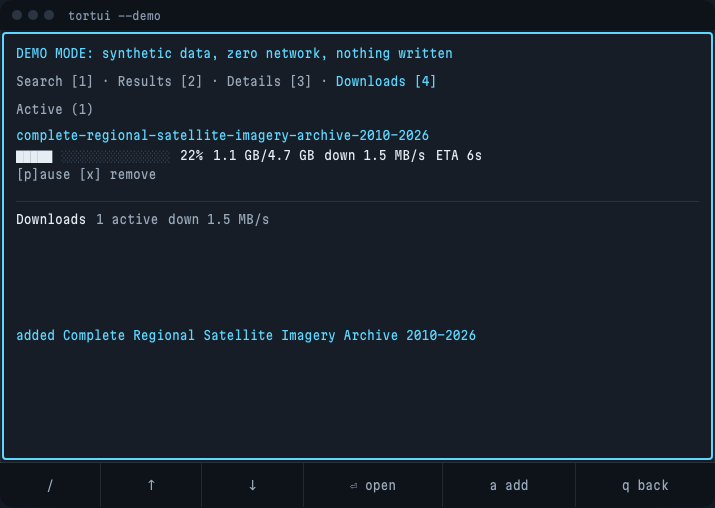 tortui --demo
DEMO MODE: synthetic data, zero network, nothing written
Search [1] · Results [2] · Details [3] · Downloads [4]
Active (1)
complete-regional-satellite-imagery-archive-2010-2026
22% 1.1 GB/4.7 GB down 1.5 MB/s ETA 6s
[p]ause [x] remove
Downloads 1 active down 1.5 MB/s
added Complete Regional Satellite Imagery Archive 2010-2026
/ ↑ ↓ ⏎ open a add q back